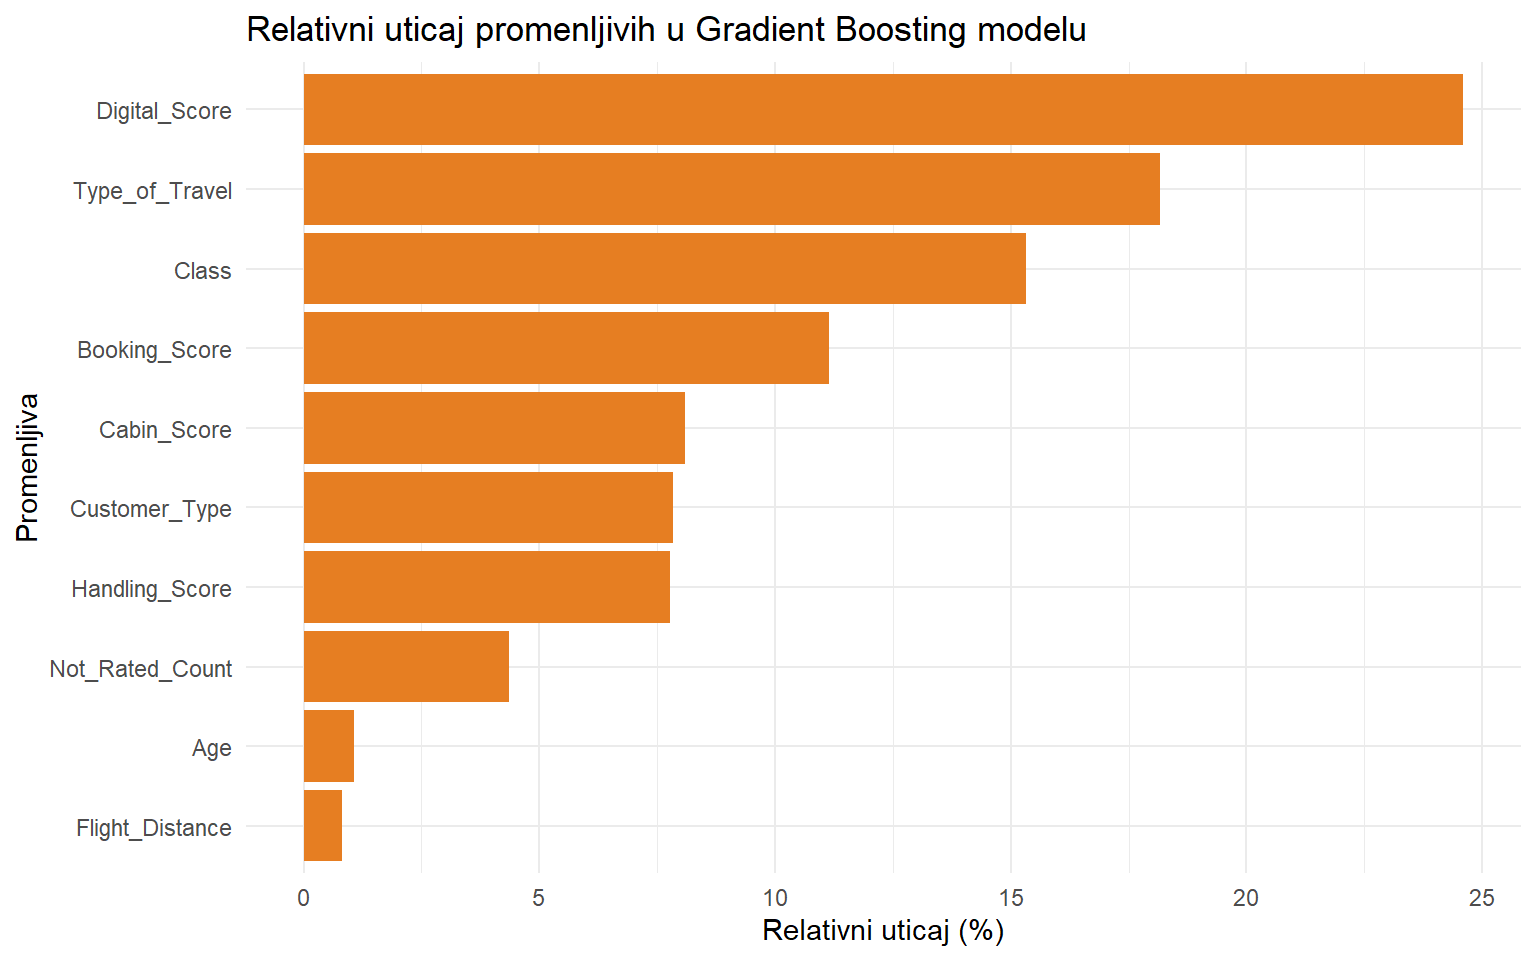 Relativni uticaj promenljivih u Gradient Boosting modelu
Promenljiva
Digital_Score
Type_of_Travel
Class
Booking_Score
Cabin_Score
Customer_Type
Handling_Score
Not_Rated_Count
Age
Flight_Distance
0 5 10 15 20 25
Relativni uticaj (%)